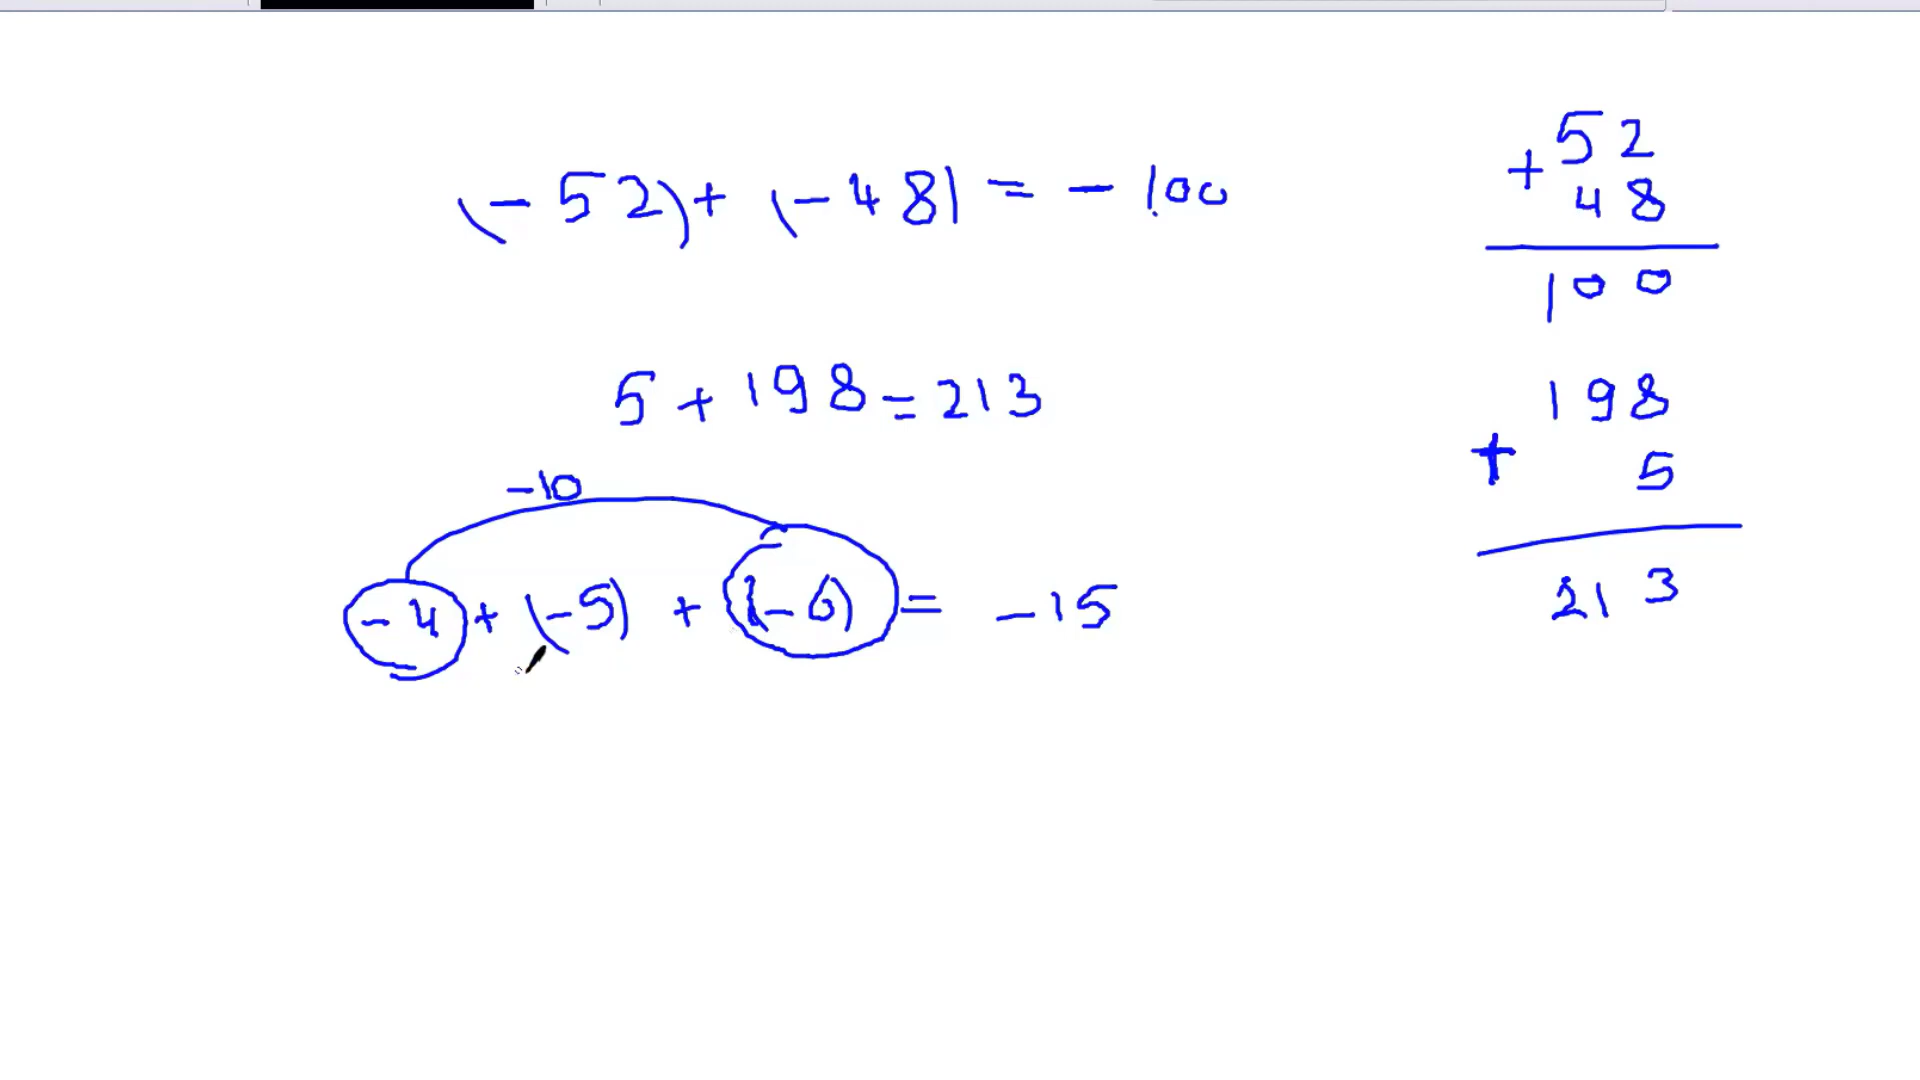 (-52) + (-48) = -100
5 + 198 = 213
-10
-4 + (-5) + (-6) = -15
52
+ 48
100
198
+ 5
213